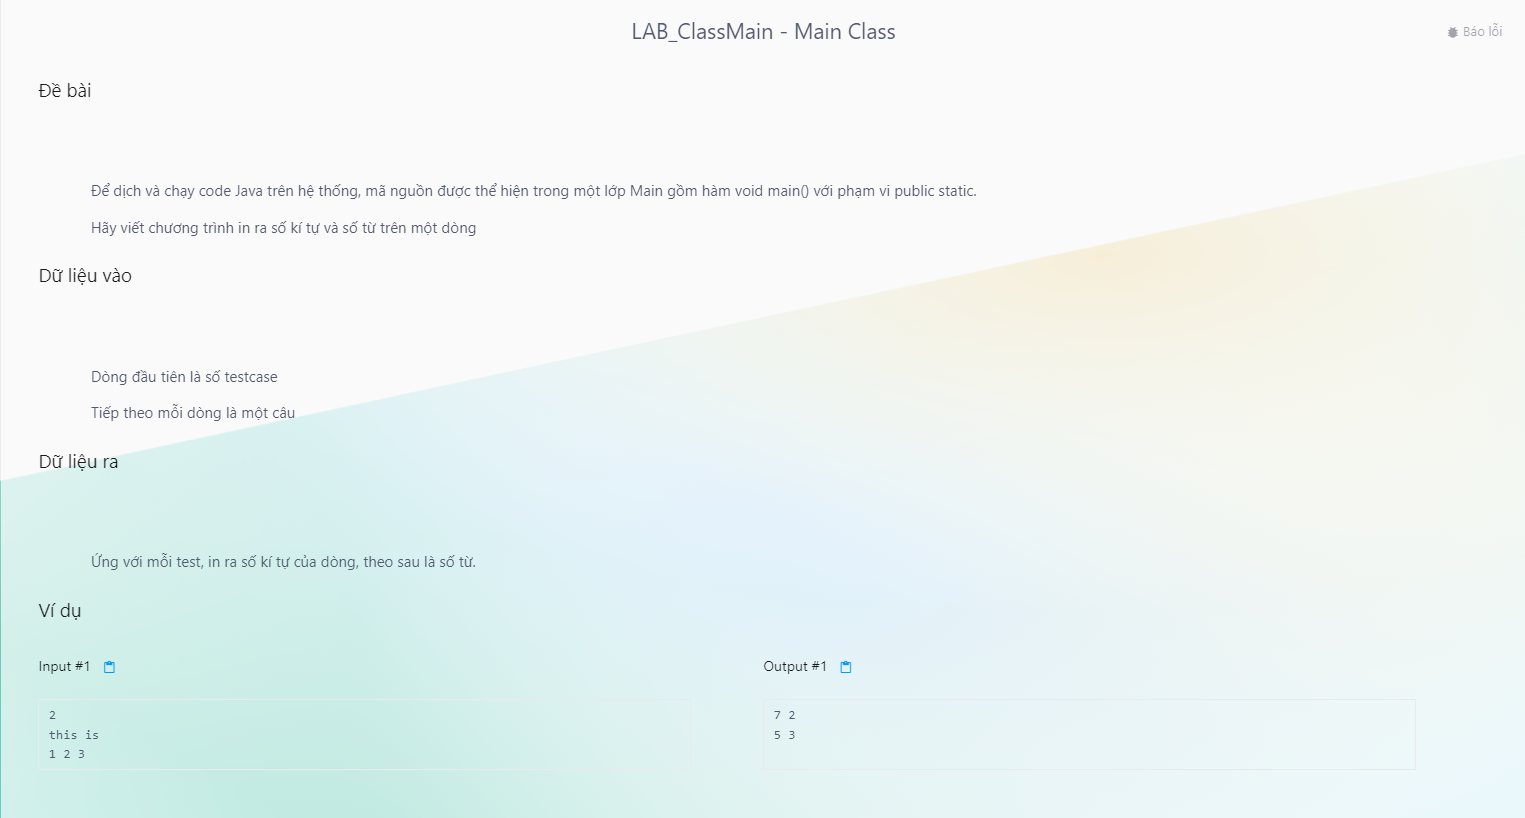 LAB_ClassMain - Main Class
Báo lỗi
Đề bài
Để dịch và chạy code Java trên hệ thống, mã nguồn được thể hiện trong một lớp Main gồm hàm void main() với phạm vi public static.
Hãy viết chương trình in ra số kí tự và số từ trên một dòng
Dữ liệu vào
Dòng đầu tiên là số testcase
Tiếp theo mỗi dòng là một câu
Dữ liệu ra
Ứng với mỗi test, in ra số kí tự của dòng, theo sau là số từ.
Ví dụ
Input #1
2
this is
1 2 3
Output #1
7 2
5 3